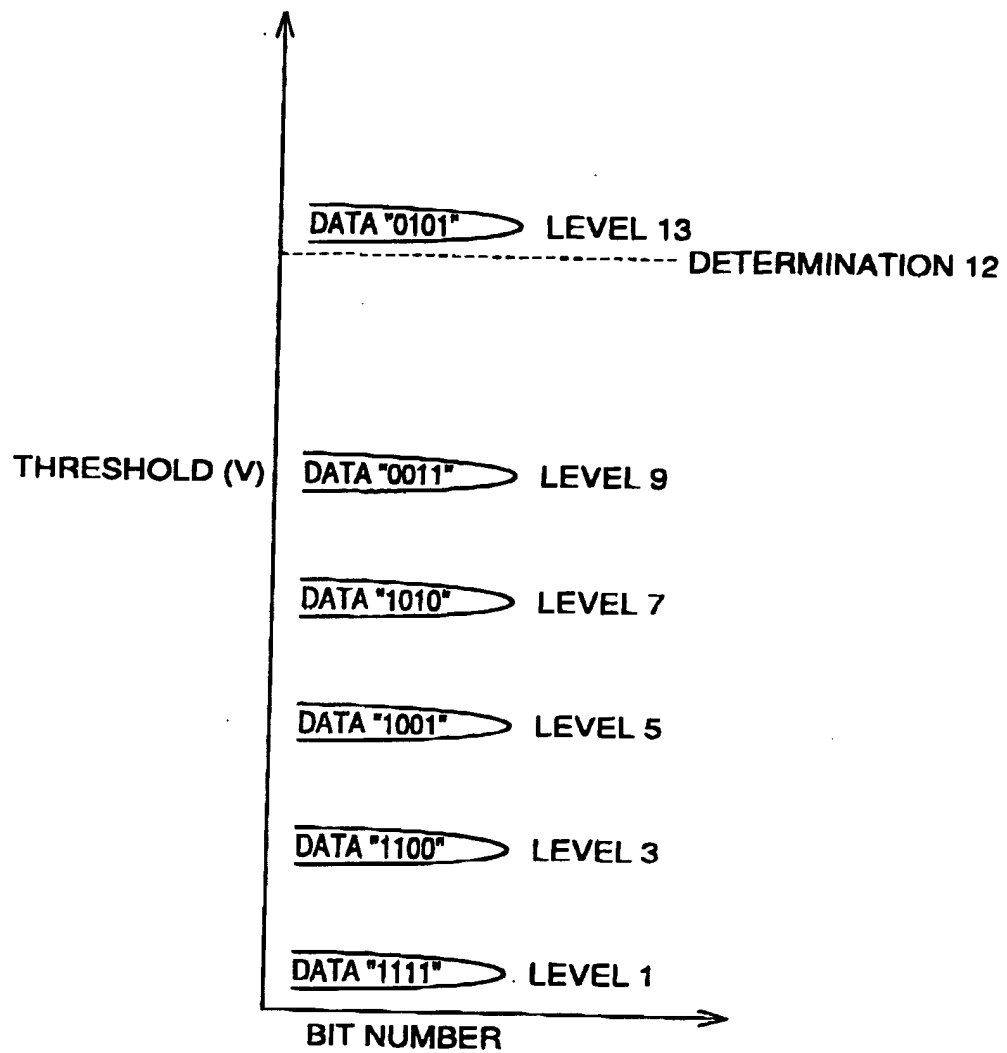 DATA "0101" LEVEL 13
DETERMINATION 12
THRESHOLD (V)
DATA "0011" LEVEL 9
DATA "1010" LEVEL 7
DATA "1001" LEVEL 5
DATA "1100" LEVEL 3
DATA "1111" LEVEL 1
BIT NUMBER